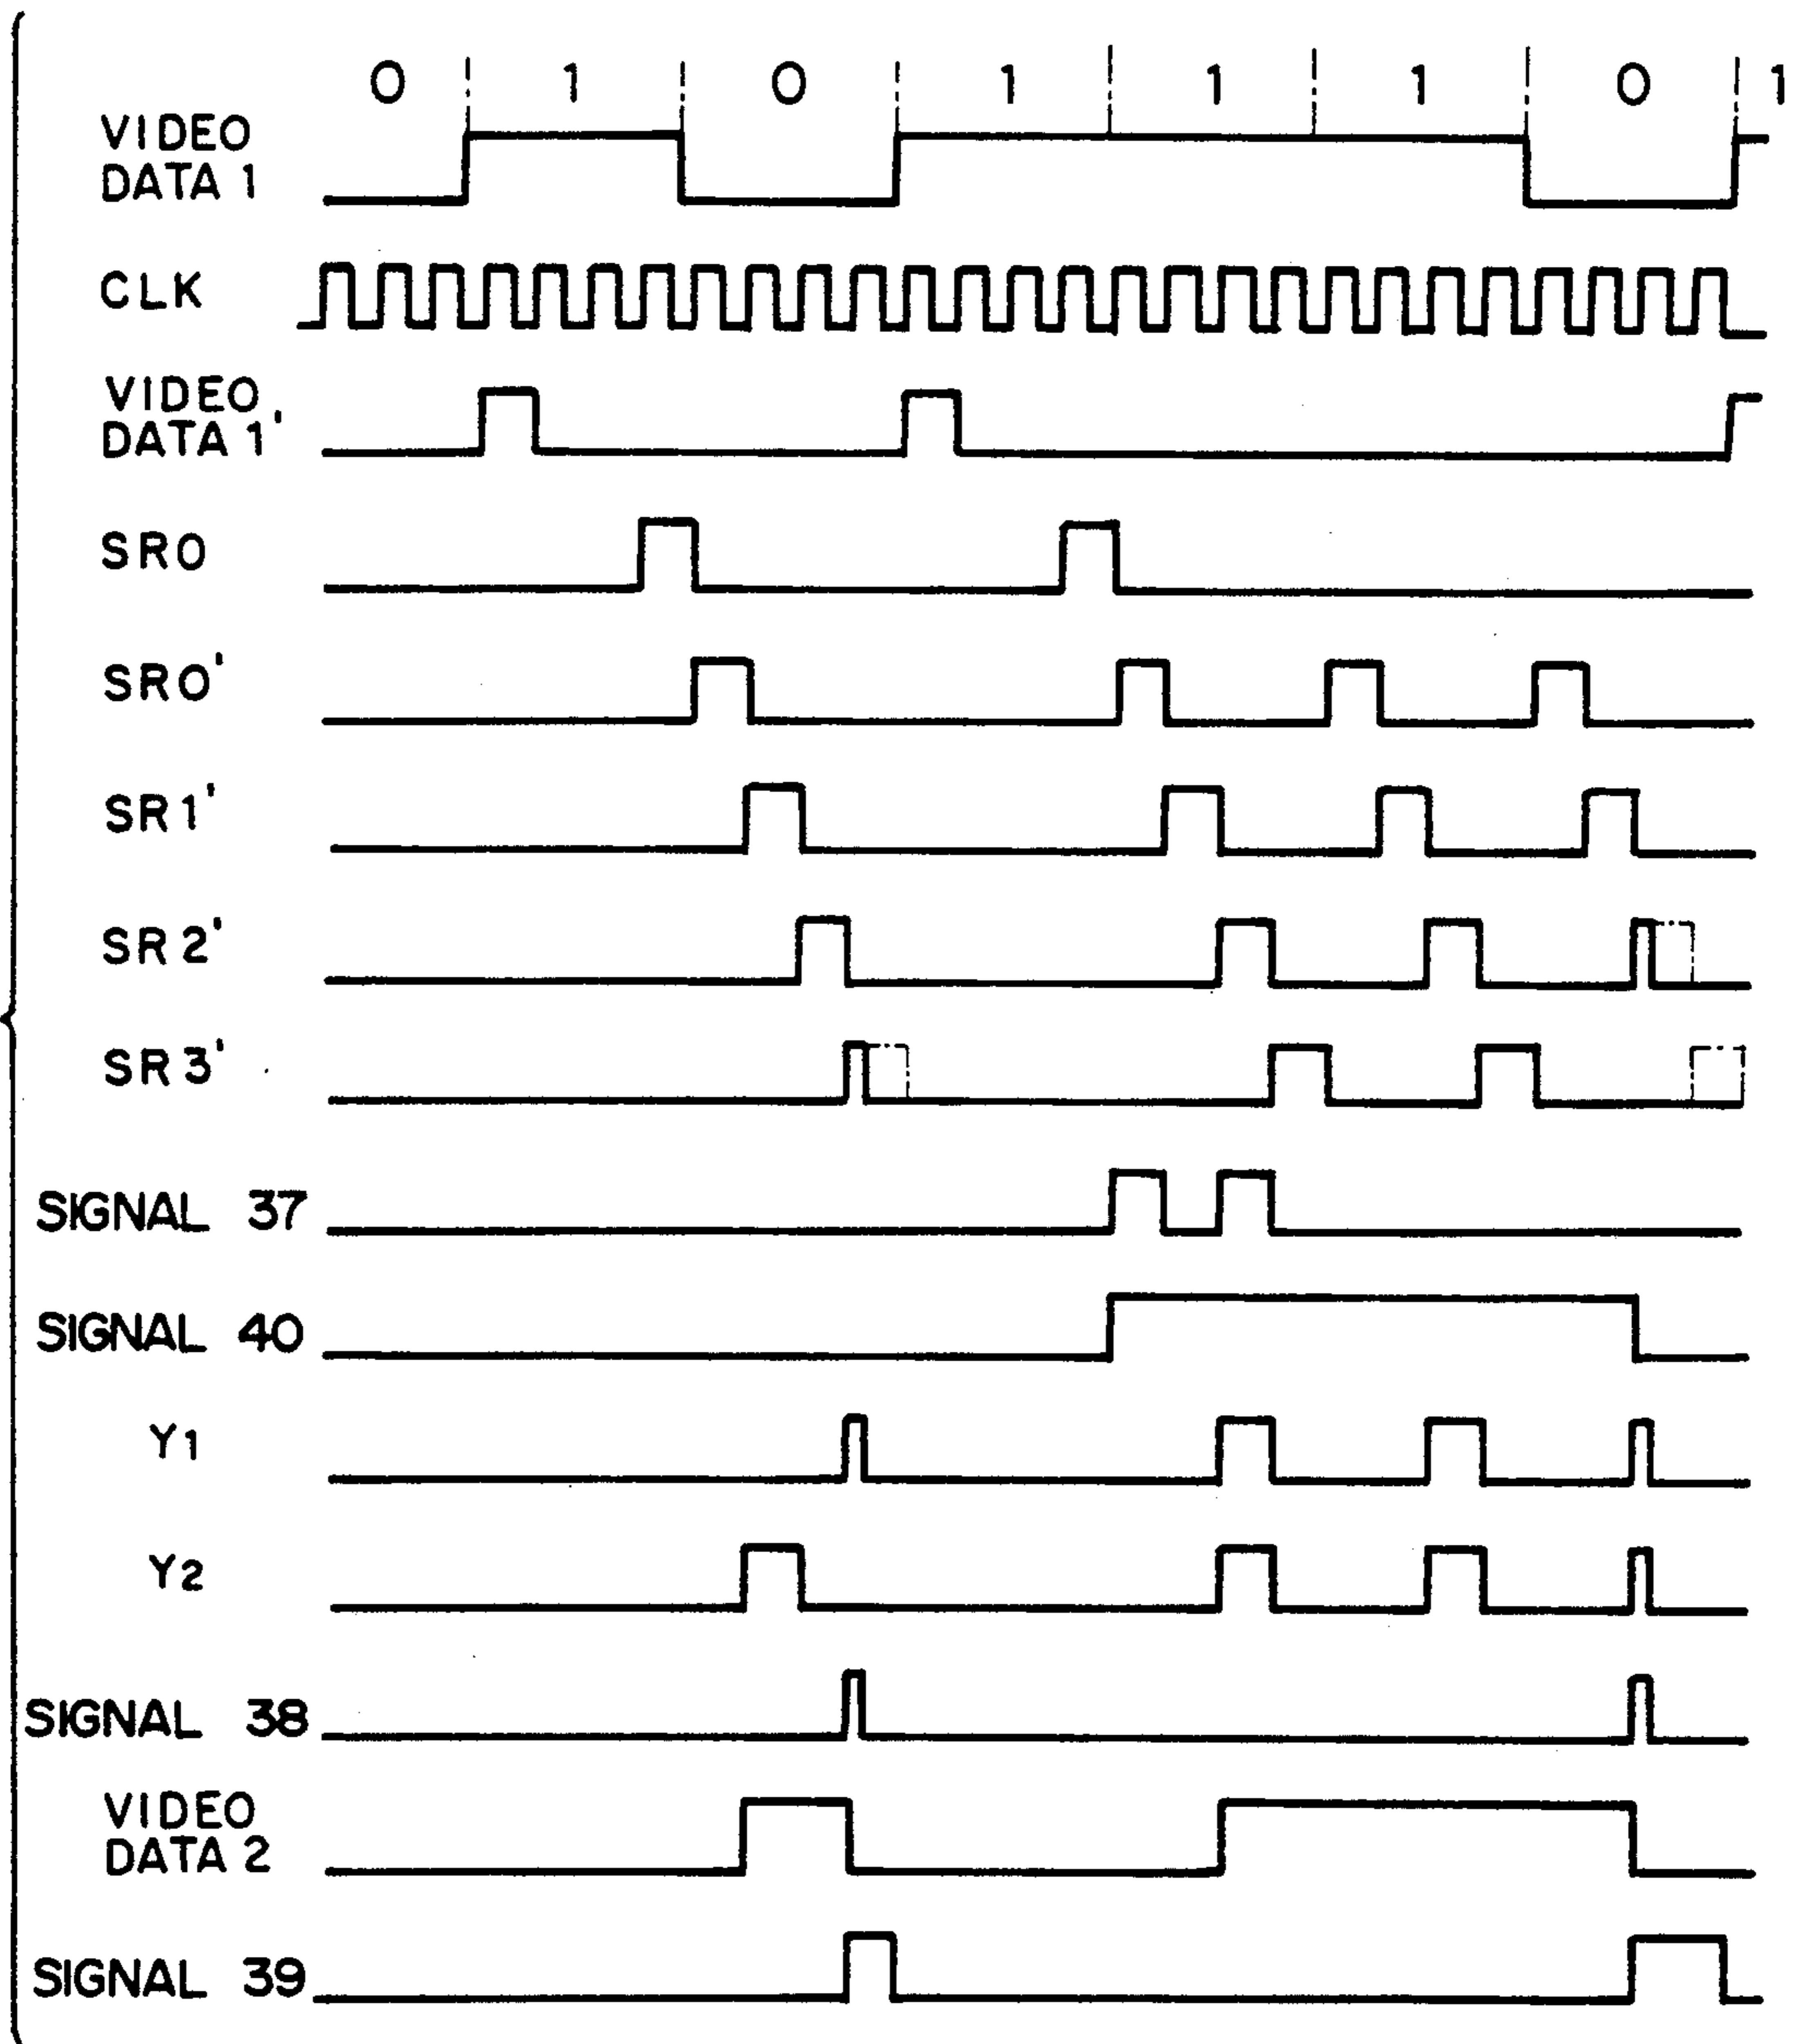 0 1 0 1 1 1 0 1
VIDEO
DATA 1
CLK
VIDEO
DATA 1'
SR0
SR0'
SR1'
SR2'
SR3'
SIGNAL 37
SIGNAL 40
Y1
Y2
SIGNAL 38
VIDEO
DATA 2
SIGNAL 39